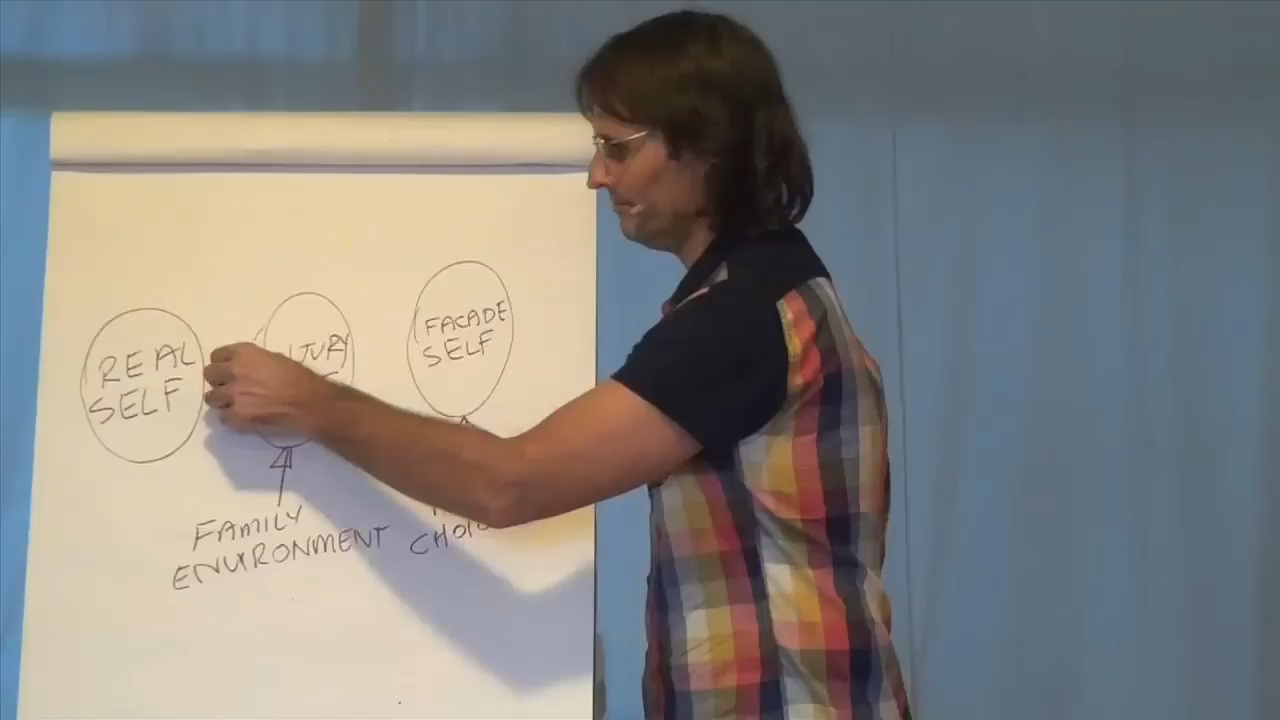 REAL
SELF
FACADE
SELF
FAMILY
ENVIRONMENT